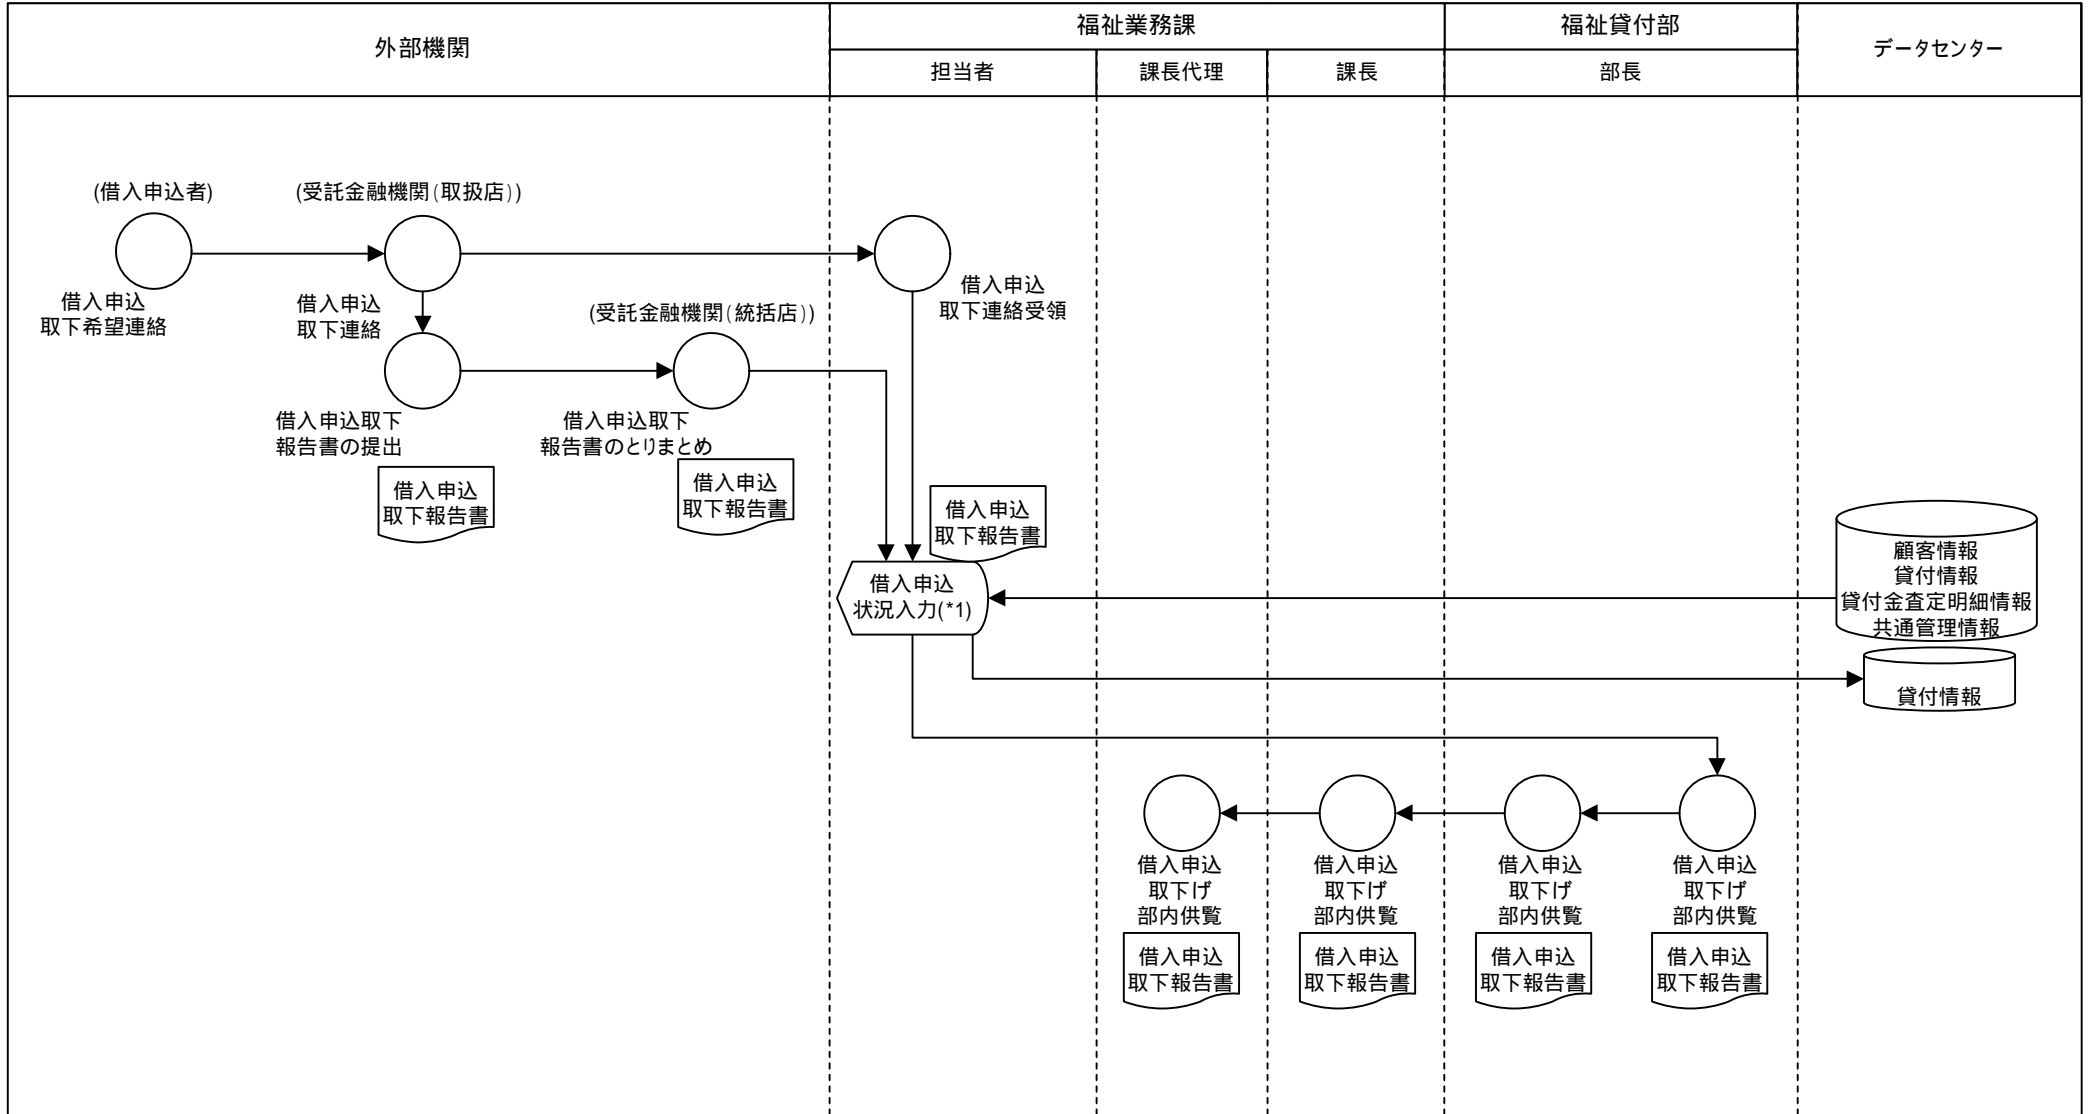 外部機関
福祉業務課
福祉貸付部
データセンター
担当者
課長代理
課長
部長
(借入申込者)
(受託金融機関(取扱店))
借入申込
取下希望連絡
借入申込
取下連絡
借入申込
取下連絡受領
(受託金融機関(統括店))
借入申込取下
報告書の提出
借入申込取下
報告書のとりまとめ
借入申込
取下報告書
借入申込
取下報告書
借入申込
取下報告書
借入申込
状況入力(*1)
顧客情報
貸付情報
貸付金査定明細情報
共通管理情報
貸付情報
借入申込
取下げ
部内供覧
借入申込
取下げ
部内供覧
借入申込
取下げ
部内供覧
借入申込
取下げ
部内供覧
借入申込
取下報告書
借入申込
取下報告書
借入申込
取下報告書
借入申込
取下報告書